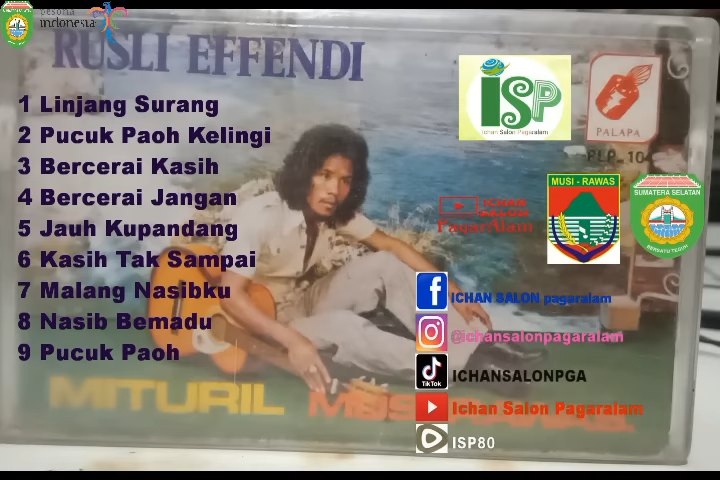 pesona
indonesia
RUSLI EFFENDI
1 Linjang Surang
2 Pucuk Paoh Kelingi
3 Bercerai Kasih
4 Bercerai Jangan
5 Jauh Kupandang
6 Kasih Tak Sampai
7 Malang Nasibku
8 Nasib Bemadu
9 Pucuk Paoh
MITURIL
ISP
Ichan Salon Pagaralam
PALAPA
PLP-104
MUSI - RAWAS
SUMATERA SELATAN
BERSATU TEGUH
ICHAN
SALON
PagarAlam
ICHAN SALON pagaralam
@ichansalonpagaralam
TikTok
ICHANSALONPGA
Ichan Salon Pagaralam
ISP80